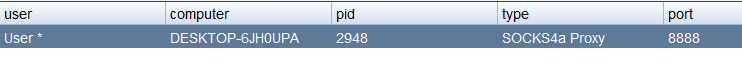 user computer pid type port
User * DESKTOP-6JH0UPA 2948 SOCKS4a Proxy 8888